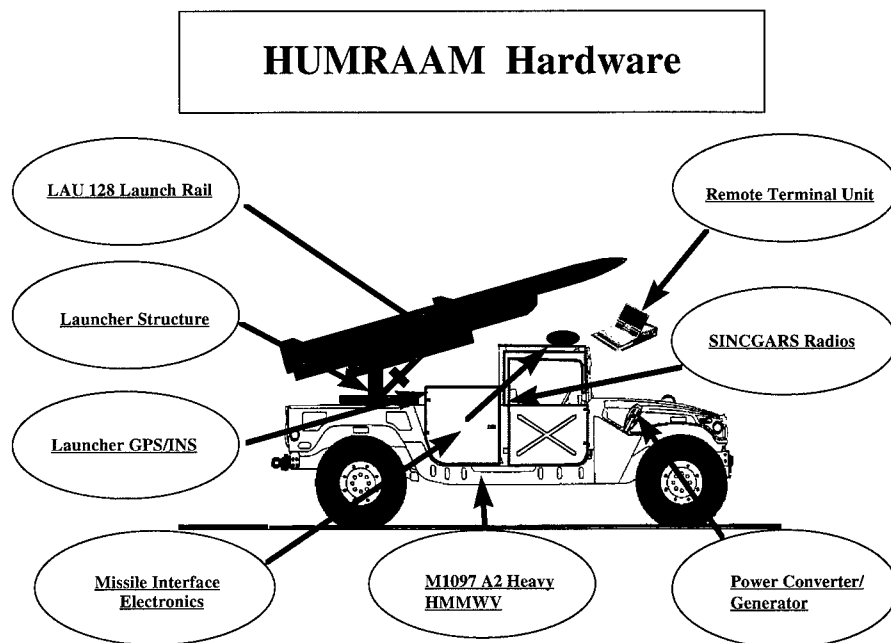 HUMRAAM Hardware
LAU 128 Launch Rail
Remote Terminal Unit
Launcher Structure
SINCGARS Radios
Launcher GPS/INS
Missile Interface
Electronics
M1097 A2 Heavy
HMMWV
Power Converter/
Generator